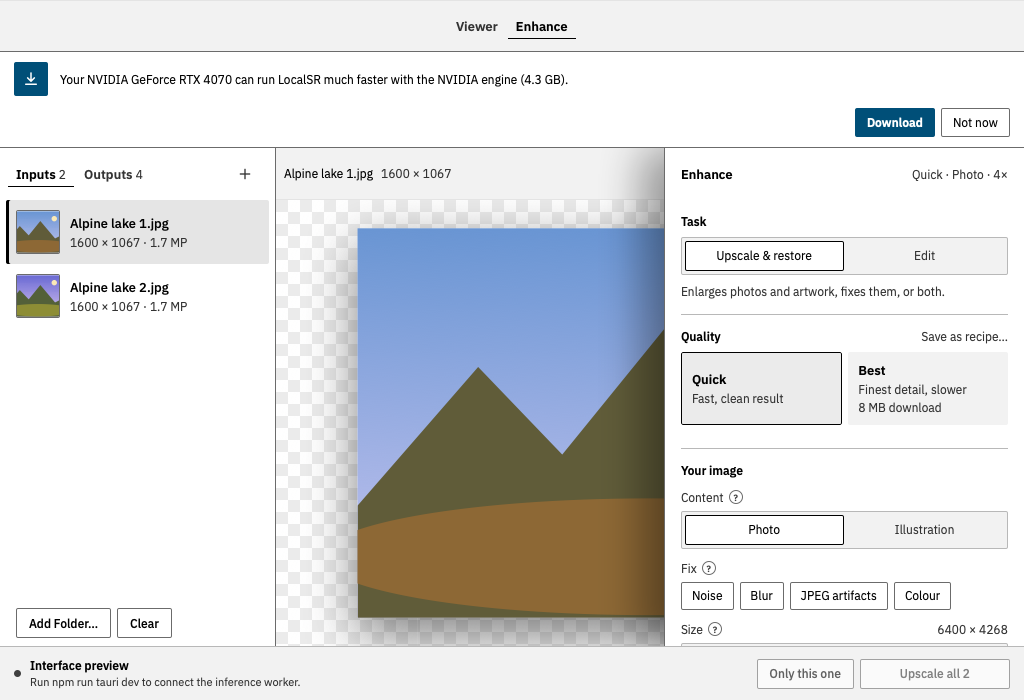 Viewer
Enhance
Your NVIDIA GeForce RTX 4070 can run LocalSR much faster with the NVIDIA engine (4.3 GB).
Download
Not now
Inputs 2
Outputs 4
Alpine lake 1.jpg
1600 × 1067 · 1.7 MP
Alpine lake 2.jpg
1600 × 1067 · 1.7 MP
Add Folder...
Clear
Alpine lake 1.jpg 1600 × 1067
Enhance
Quick · Photo · 4×
Task
Upscale & restore
Edit
Enlarges photos and artwork, fixes them, or both.
Quality
Save as recipe...
Quick
Fast, clean result
Best
Finest detail, slower
8 MB download
Your image
Content ?
Photo
Illustration
Fix ?
Noise
Blur
JPEG artifacts
Colour
Size ?
6400 × 4268
Interface preview
Run npm run tauri dev to connect the inference worker.
Only this one
Upscale all 2